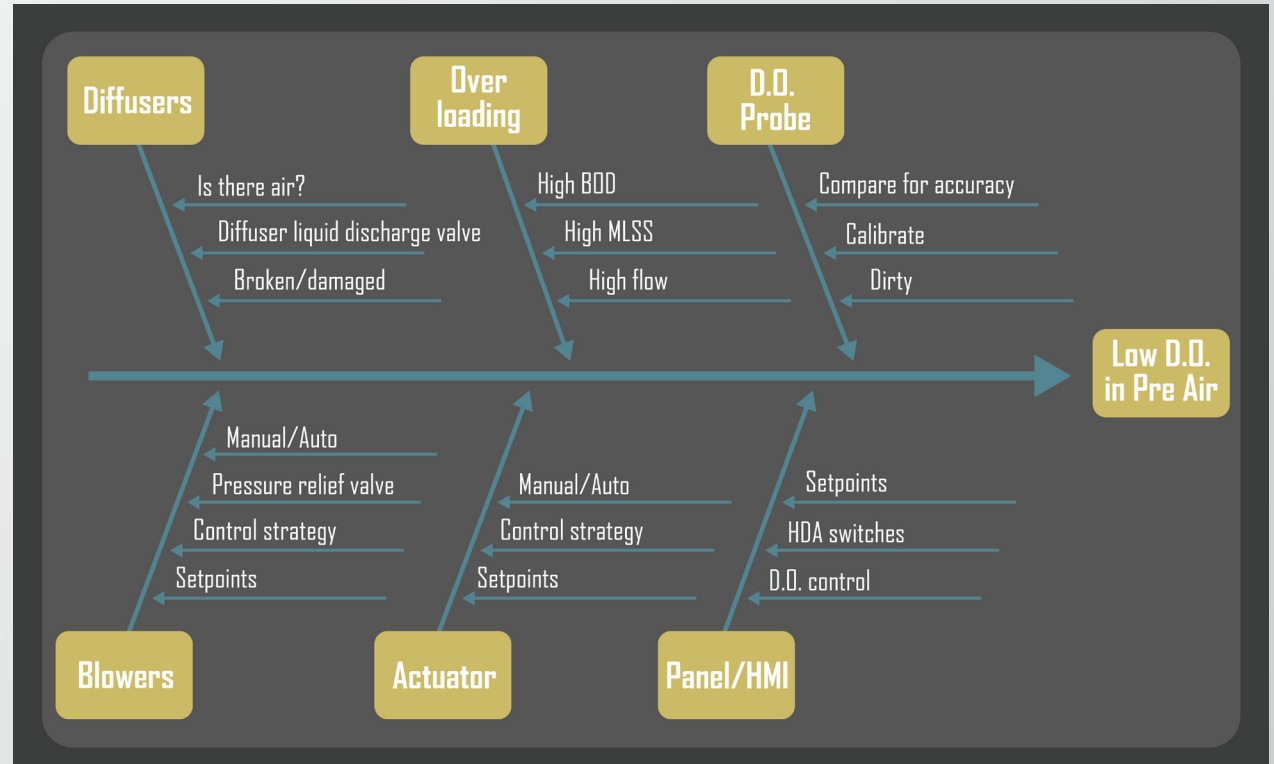 Diffusers
Over
loading
D.O.
Probe
Is there air?
Diffuser liquid discharge valve
Broken/damaged
High BOD
High MLSS
High flow
Compare for accuracy
Calibrate
Dirty
Low D.O.
in Pre Air
Manual/Auto
Pressure relief valve
Control strategy
Setpoints
Manual/Auto
Control strategy
Setpoints
Setpoints
HOA switches
D.O. control
Blowers
Actuator
Panel/HMI